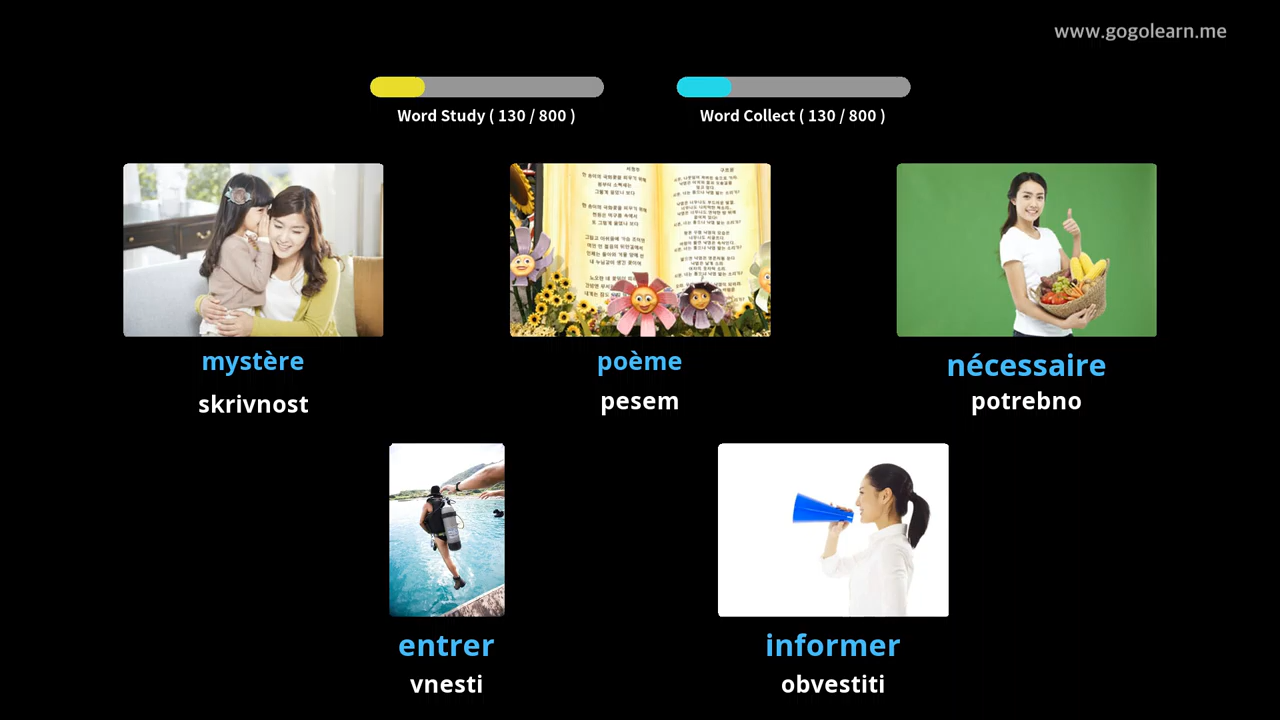 www.gogolearn.me
Word Study ( 130 / 800 )
Word Collect ( 130 / 800 )
mystère
poème
nécessaire
skrivnost
pesem
potrebno
entrer
informer
vnesti
obvestiti